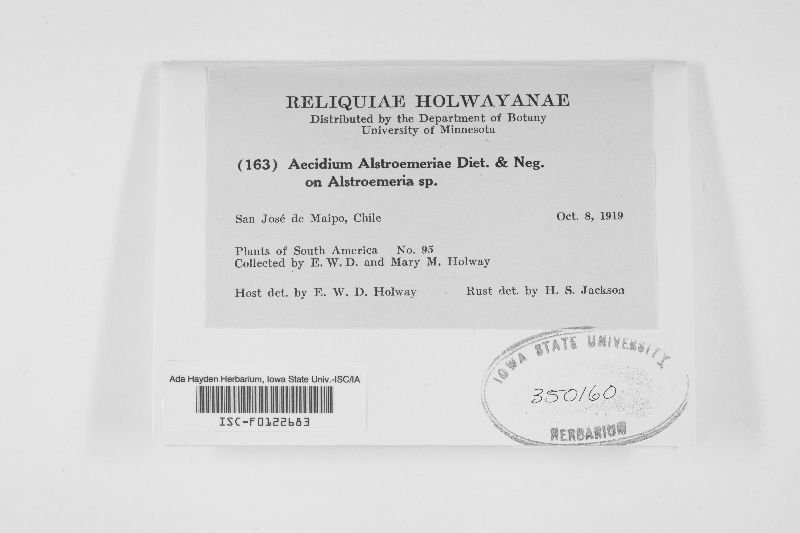 RELIQUIAE HOLWAYANAE
Distributed by the Department of Botany
University of Minnesota
(163) Aecidium Alstroemeriae Diet. & Neg.
on Alstroemeria sp.
San José de Maipo, Chile Oct. 8, 1919
Plants of South America No. 95
Collected by E. W. D. and Mary M. Holway
Host det. by E. W. D. Holway Rust det. by H. S. Jackson
Ada Hayden Herbarium, Iowa State Univ.-ISC/IA
ISC-F0122683
IOWA STATE UNIVERSITY
350160
HERBARIUM